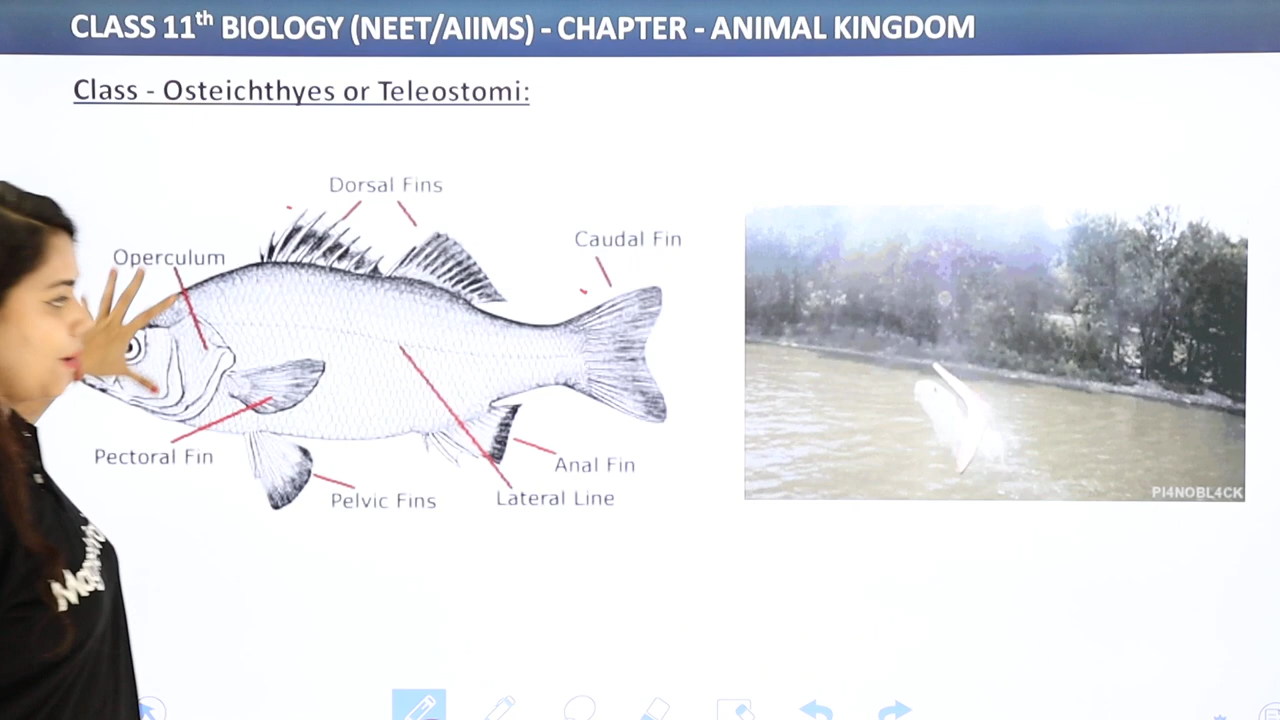 CLASS 11th BIOLOGY (NEET/AIIMS) - CHAPTER - ANIMAL KINGDOM
Class - Osteichthyes or Teleostomi:
Dorsal Fins
Caudal Fin
Operculum
Pectoral Fin
Anal Fin
Pelvic Fins
Lateral Line
PI4NOBL4CK